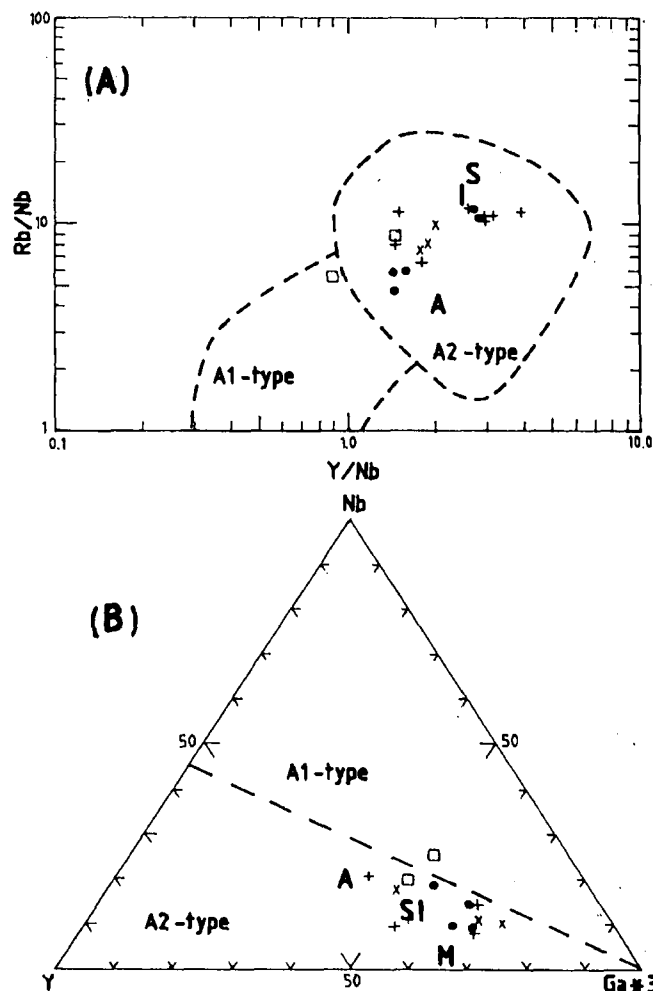 100
(A)
S
I
Rb/Nb
10
A
A2-type
A1-type
1
0.1
1.0
10.0
Y/Nb
Nb
(B)
50
50
A1-type
A
SI
A2-type
M
Y
50
Ga*3